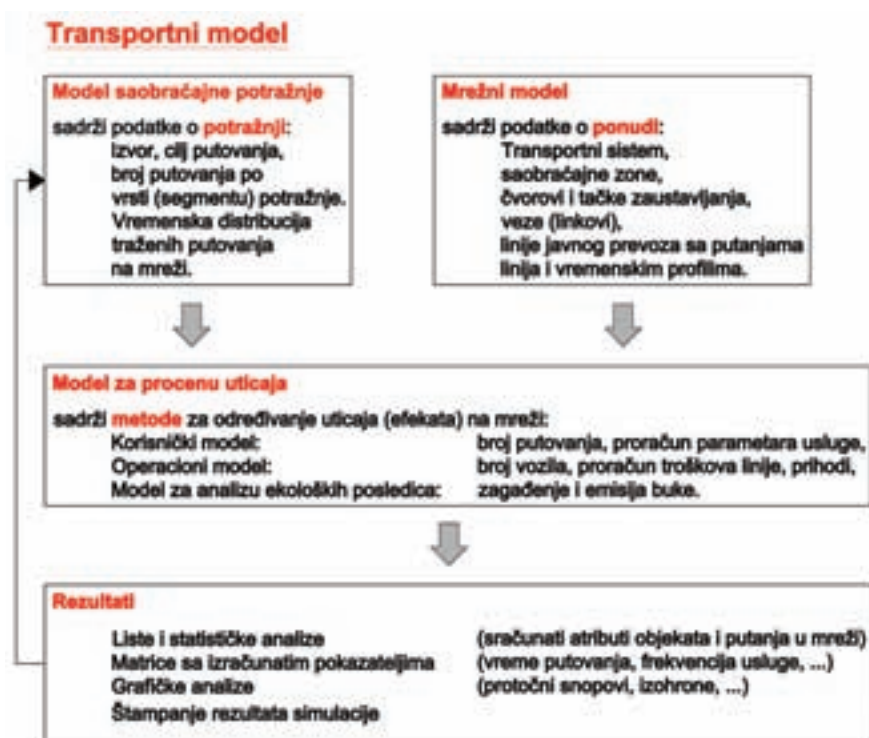 Transportni model
Model saobraćajne potražnje
sadrži podatke o potražnji:
Izvor, cilj putovanja,
broj putovanja po
vrsti (segmentu) potražnje.
Vremenska distribucija
traženih putovanja
na mreži.
Mrežni model
sadrži podatke o ponudi:
Transportni sistem,
saobraćajne zone,
čvorovi i tačke zaustavljanja,
veze (linkovi),
linije javnog prevoza sa putanjama
linija i vremenskim profilima.
Model za procenu uticaja
sadrži metode za određivanje uticaja (efekata) na mreži:
Korisnički model: broj putovanja, proračun parametara usluge,
Operacioni model: broj vozila, proračun troškova linije, prihodi,
Model za analizu ekoloških posledica: zagađenje i emisija buke.
Rezultati
Liste i statističke analize (sračunati atributi objekata i putanja u mreži)
Matrice sa izračunatim pokazateljima (vreme putovanja, frekvencija usluge, ...)
Grafičke analize (protočni snopovi, izohrone, ...)
Štampanje rezultata simulacije